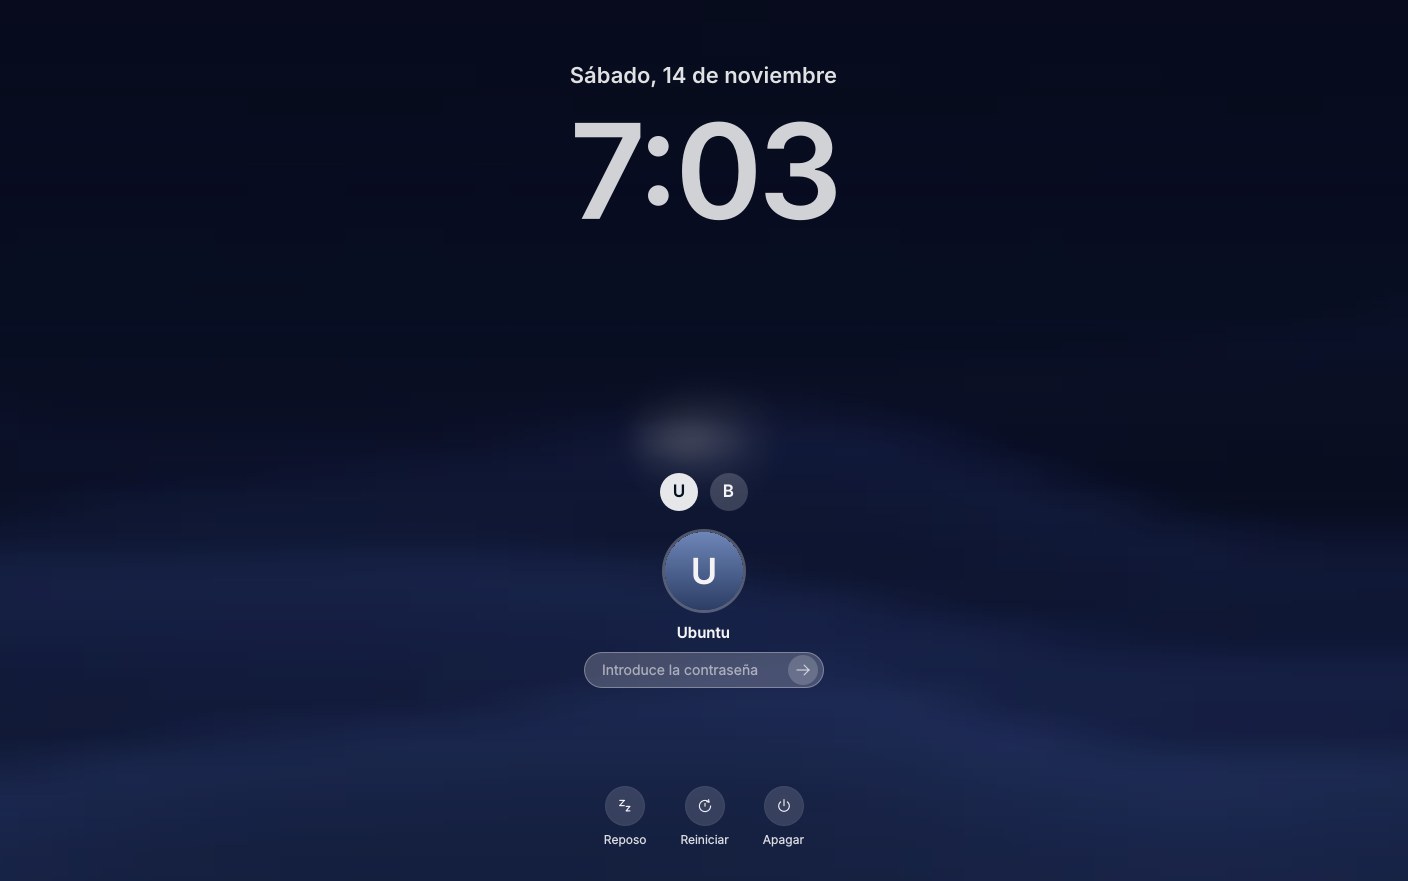 Sábado, 14 de noviembre
7:03
U B
U
Ubuntu
Introduce la contraseña
Reposo Reiniciar Apagar